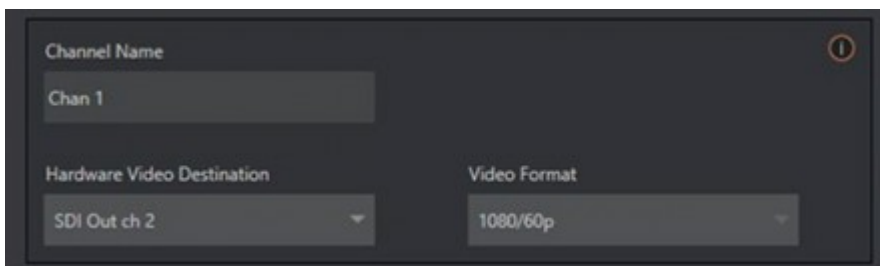 Channel Name
Chan 1
Hardware Video Destination
Video Format
SDI Out ch 2
1080/60p